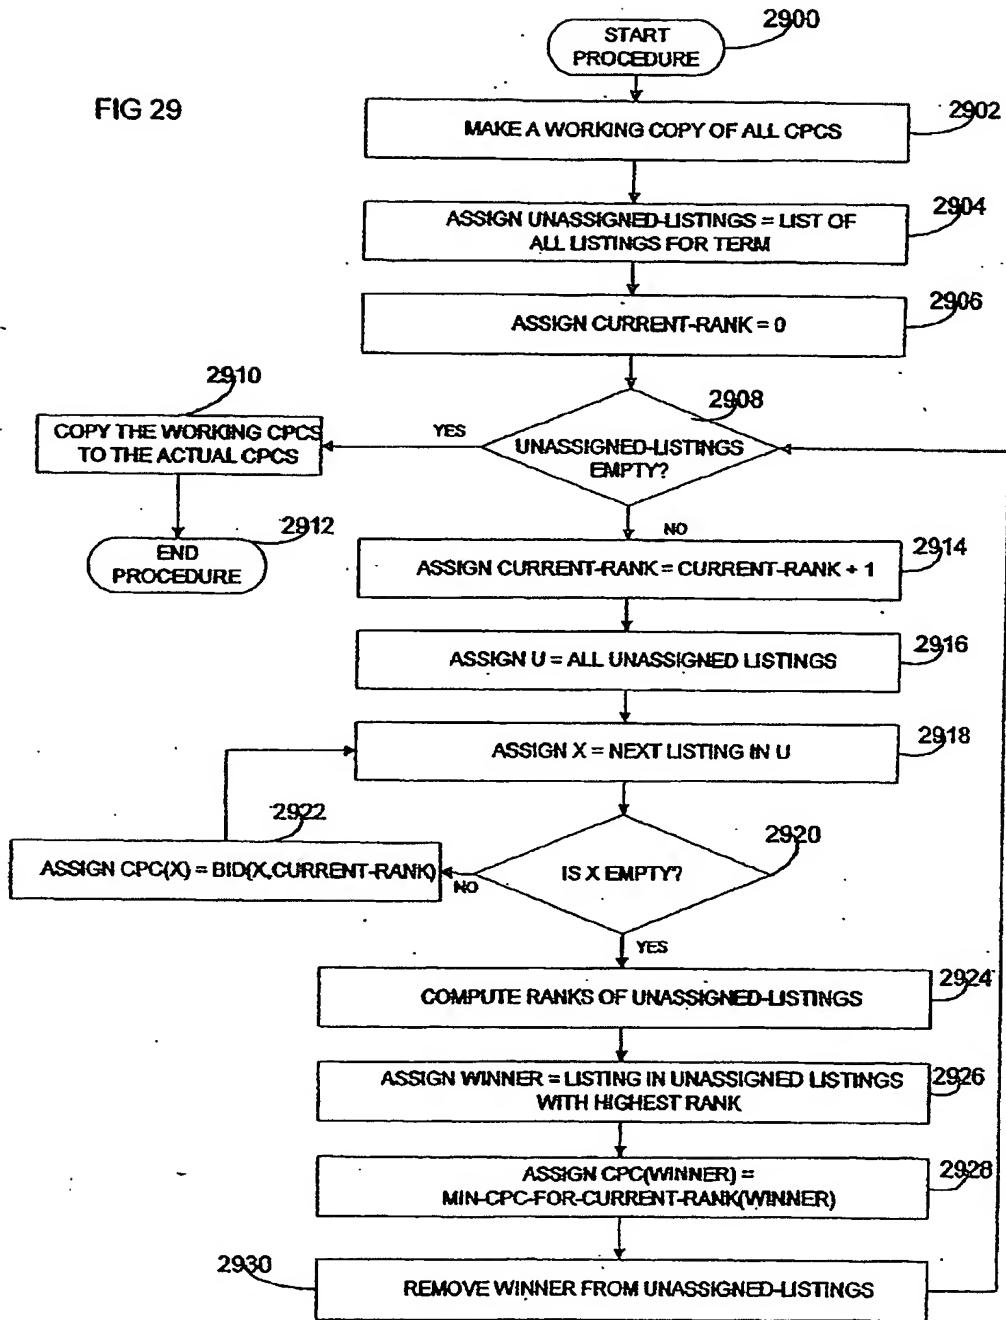 FIG 29
START
PROCEDURE
2900
MAKE A WORKING COPY OF ALL CPCS
2902
ASSIGN UNASSIGNED-LISTINGS = LIST OF
ALL LISTINGS FOR TERM
2904
ASSIGN CURRENT-RANK = 0
2906
UNASSIGNED-LISTINGS
EMPTY?
2908
YES
2910
COPY THE WORKING CPCS
TO THE ACTUAL CPCS
2912
END
PROCEDURE
NO
ASSIGN CURRENT-RANK = CURRENT-RANK + 1
2914
ASSIGN U = ALL UNASSIGNED LISTINGS
2916
ASSIGN X = NEXT LISTING IN U
2918
IS X EMPTY?
2920
NO
2922
ASSIGN CPC(X) = BID(X,CURRENT-RANK)
YES
COMPUTE RANKS OF UNASSIGNED-LISTINGS
2924
ASSIGN WINNER = LISTING IN UNASSIGNED LISTINGS
WITH HIGHEST RANK
2926
ASSIGN CPC(WINNER) =
MIN-CPC-FOR-CURRENT-RANK(WINNER)
2928
2930
REMOVE WINNER FROM UNASSIGNED-LISTINGS